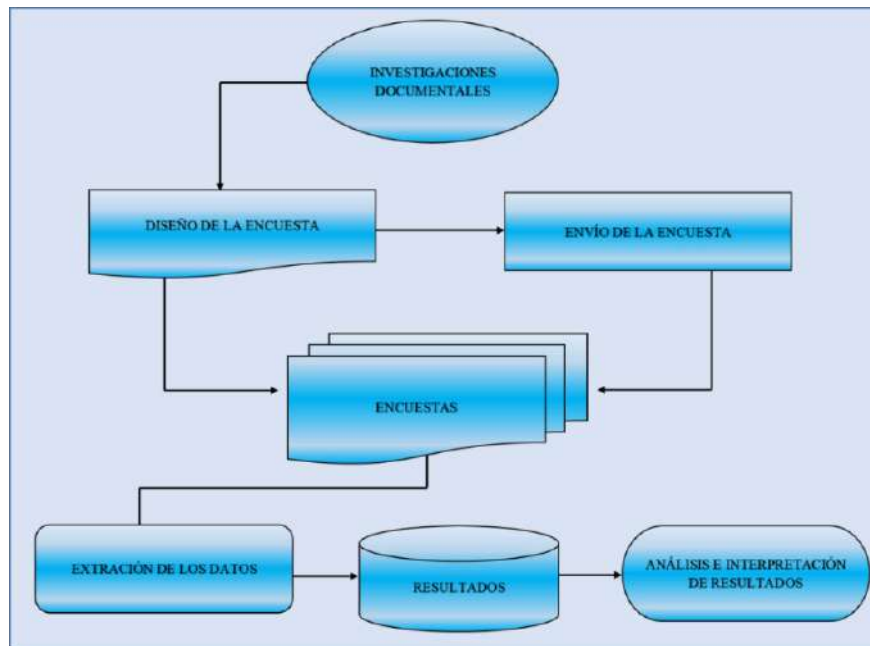 INVESTIGACIONES
DOCUMENTALES
DISEÑO DE LA ENCUESTA
ENVÍO DE LA ENCUESTA
ENCUESTAS
EXTRACIÓN DE LOS DATOS
RESULTADOS
ANÁLISIS E INTERPRETACIÓN
DE RESULTADOS